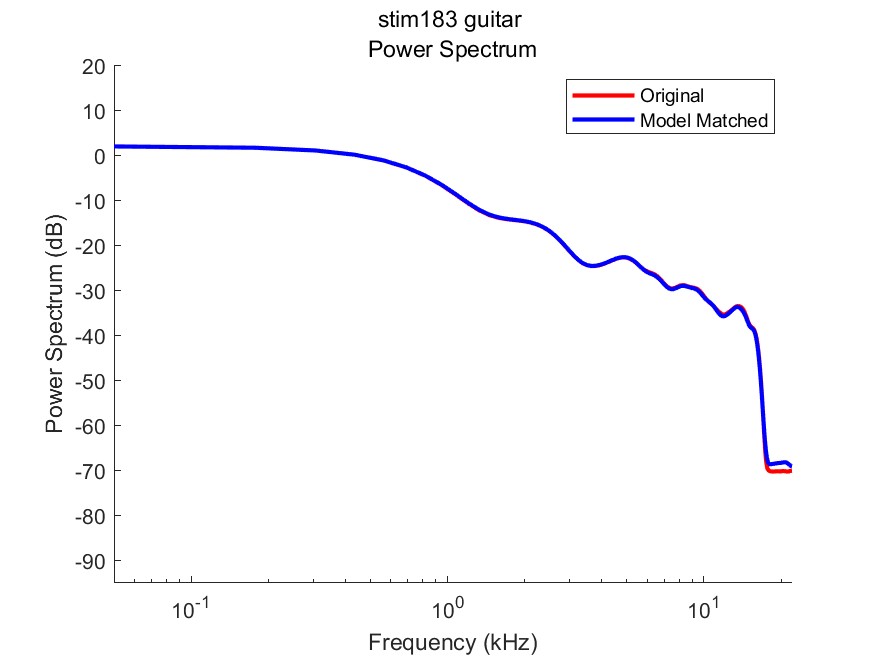 stim183 guitar
Power Spectrum
Original
Model Matched
20
10
0
-10
-20
-30
-40
-50
-60
-70
-80
-90
Power Spectrum (dB)
10^-1
10^0
10^1
Frequency (kHz)